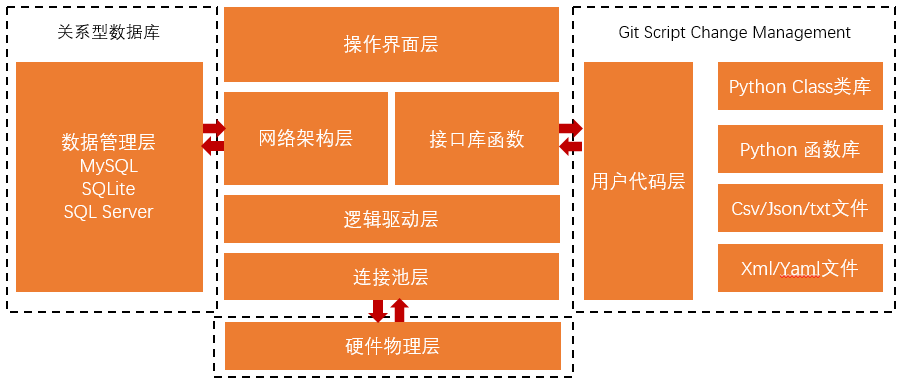 关系型数据库
数据管理层
MySQL
SQLite
SQL Server
操作界面层
网络架构层
接口库函数
逻辑驱动层
连接池层
硬件物理层
Git Script Change Management
用户代码层
Python Class类库
Python 函数库
Csv/Json/txt文件
Xml/Yaml文件